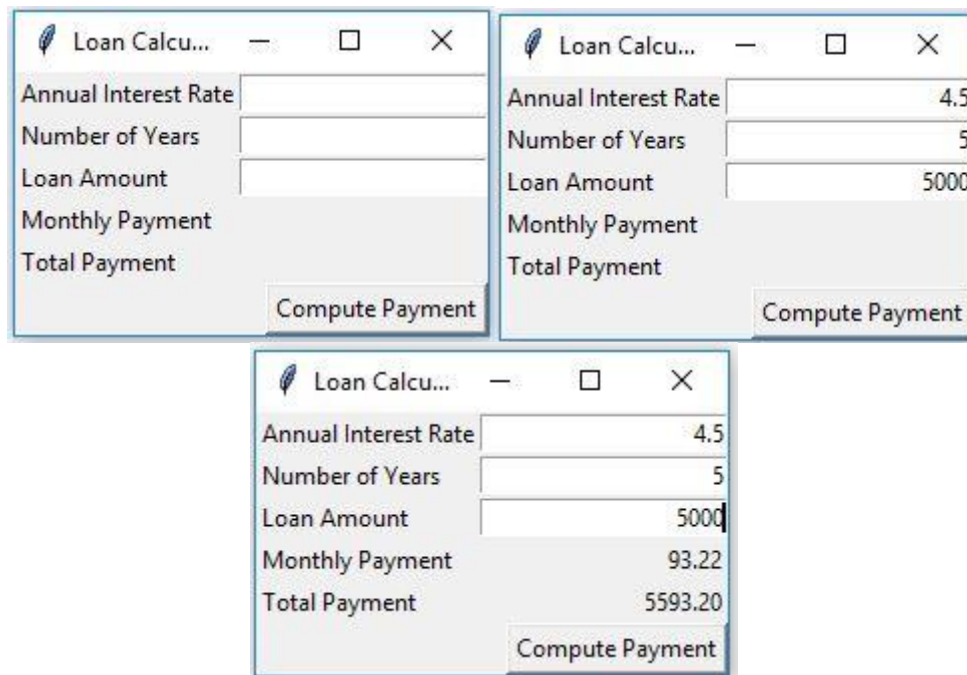 Loan Calcu...
Annual Interest Rate
Number of Years
Loan Amount
Monthly Payment
Total Payment
Compute Payment
Loan Calcu...
Annual Interest Rate 4.5
Number of Years 5
Loan Amount 5000
Monthly Payment
Total Payment
Compute Payment
Loan Calcu...
Annual Interest Rate 4.5
Number of Years 5
Loan Amount 5000
Monthly Payment 93.22
Total Payment 5593.20
Compute Payment